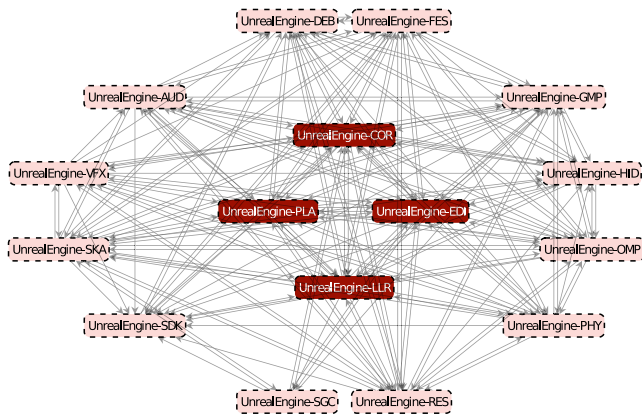 UnrealEngine-DEB
UnrealEngine-FES
UnrealEngine-AUD
UnrealEngine-GMP
UnrealEngine-COR
UnrealEngine-VFX
UnrealEngine-HID
UnrealEngine-PLA
UnrealEngine-EDI
UnrealEngine-SKA
UnrealEngine-OMP
UnrealEngine-LLR
UnrealEngine-SDK
UnrealEngine-PHY
UnrealEngine-SGC
UnrealEngine-RES